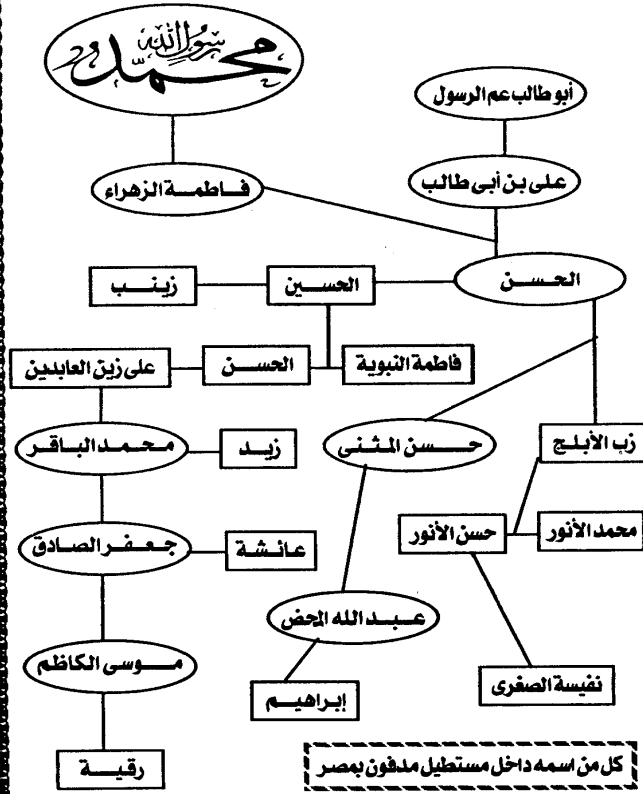 محمد رسول الله
أبو طالب عم الرسول
فاطمة الزهراء
على بن أبى طالب
الحسن
الحسين
زينب
فاطمة النبوية
الحسن
على زين العابدين
زب الأبلج
حسن المثنى
زيد
محمد الباقر
محمد الأنور
حسن الأنور
عائشة
جعفر الصادق
عبد الله المحض
موسى الكاظم
نفيسة الصغرى
إبراهيم
رقية
كل من اسمه داخل مستطيل مدفون بمصر